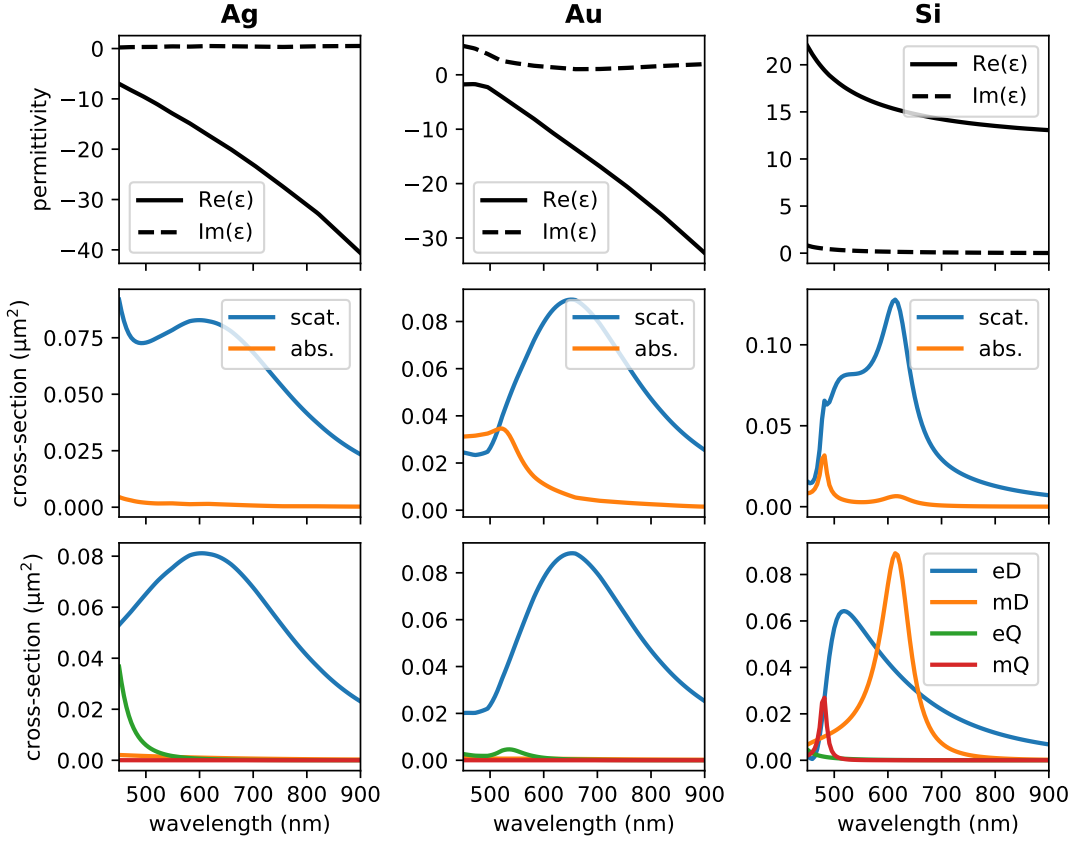 Ag
Au
Si
permittivity
0
−10
−20
−30
−40
Re(ε)
Im(ε)
0
−10
−20
−30
Re(ε)
Im(ε)
20
15
10
5
0
Re(ε)
Im(ε)
cross-section (μm²)
0.075
0.050
0.025
0.000
scat.
abs.
0.08
0.06
0.04
0.02
0.00
scat.
abs.
0.10
0.05
0.00
scat.
abs.
cross-section (μm²)
0.08
0.06
0.04
0.02
0.00
500 600 700 800 900
wavelength (nm)
0.08
0.06
0.04
0.02
0.00
500 600 700 800 900
wavelength (nm)
0.08
0.06
0.04
0.02
0.00
eD
mD
eQ
mQ
500 600 700 800 900
wavelength (nm)